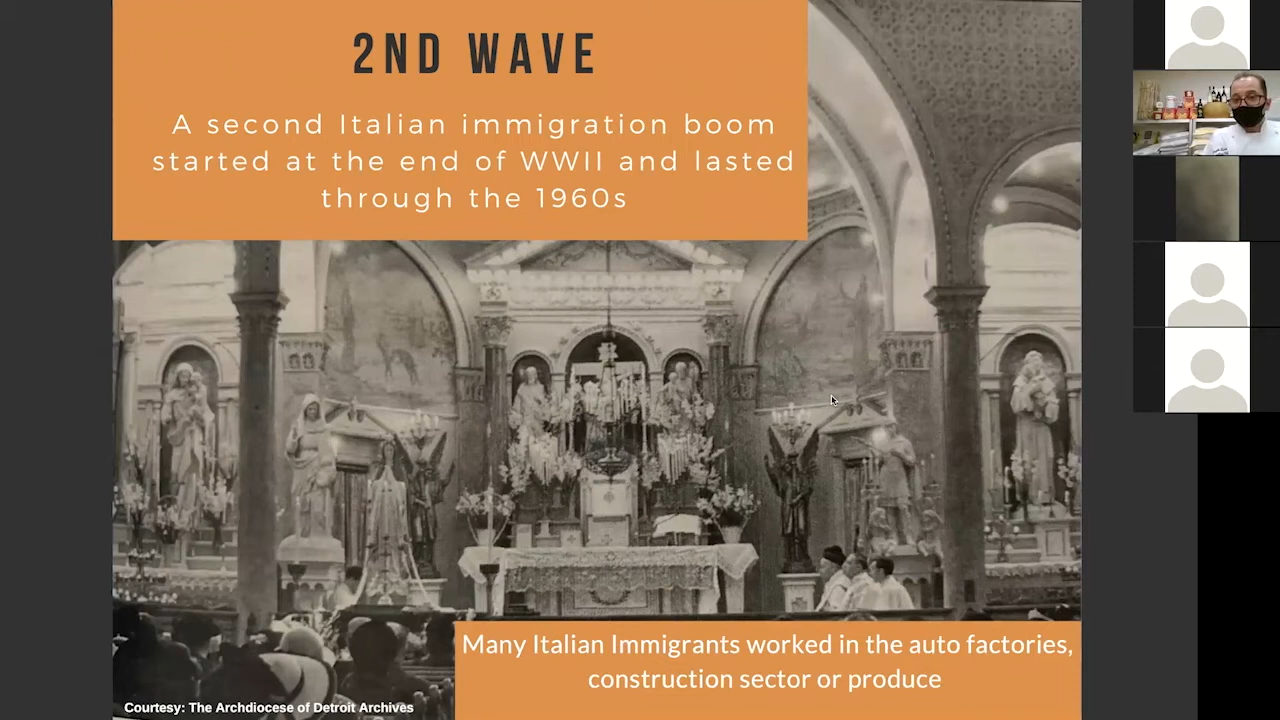 2ND WAVE
A second Italian immigration boom
started at the end of WWII and lasted
through the 1960s
Many Italian Immigrants worked in the auto factories,
construction sector or produce
Courtesy: The Archdiocese of Detroit Archives